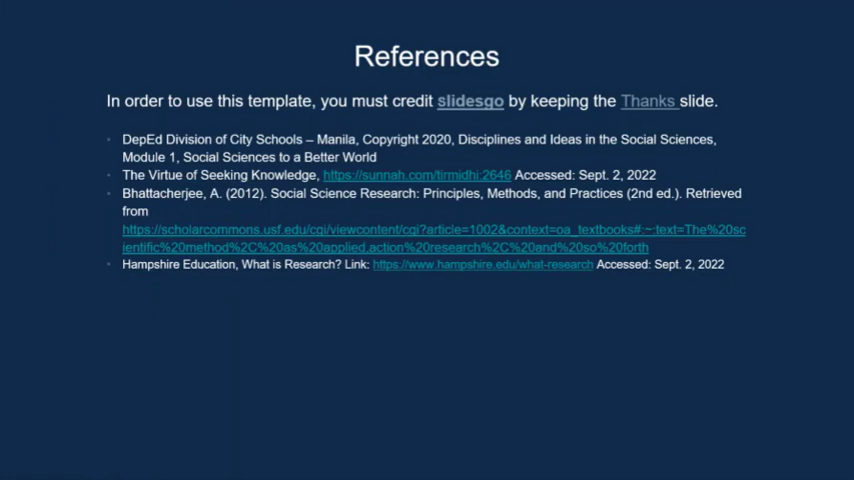 References
In order to use this template, you must credit slidesgo by keeping the Thanks slide.
DepEd Division of City Schools – Manila, Copyright 2020, Disciplines and Ideas in the Social Sciences,
Module 1, Social Sciences to a Better World
The Virtue of Seeking Knowledge, https://sunnah.com/tirmidhi:2646 Accessed: Sept. 2, 2022
Bhattacherjee, A. (2012). Social Science Research: Principles, Methods, and Practices (2nd ed.). Retrieved
from
https://scholarcommons.usf.edu/cgi/viewcontent/cgi?article=1002&context=oa_textbooks#:~:text=The%20sc
ientific%20method%2C%20as%20applied,action%20research%2C%20and%20so%20forth
Hampshire Education, What is Research? Link: https://www.hampshire.edu/what-research Accessed: Sept. 2, 2022